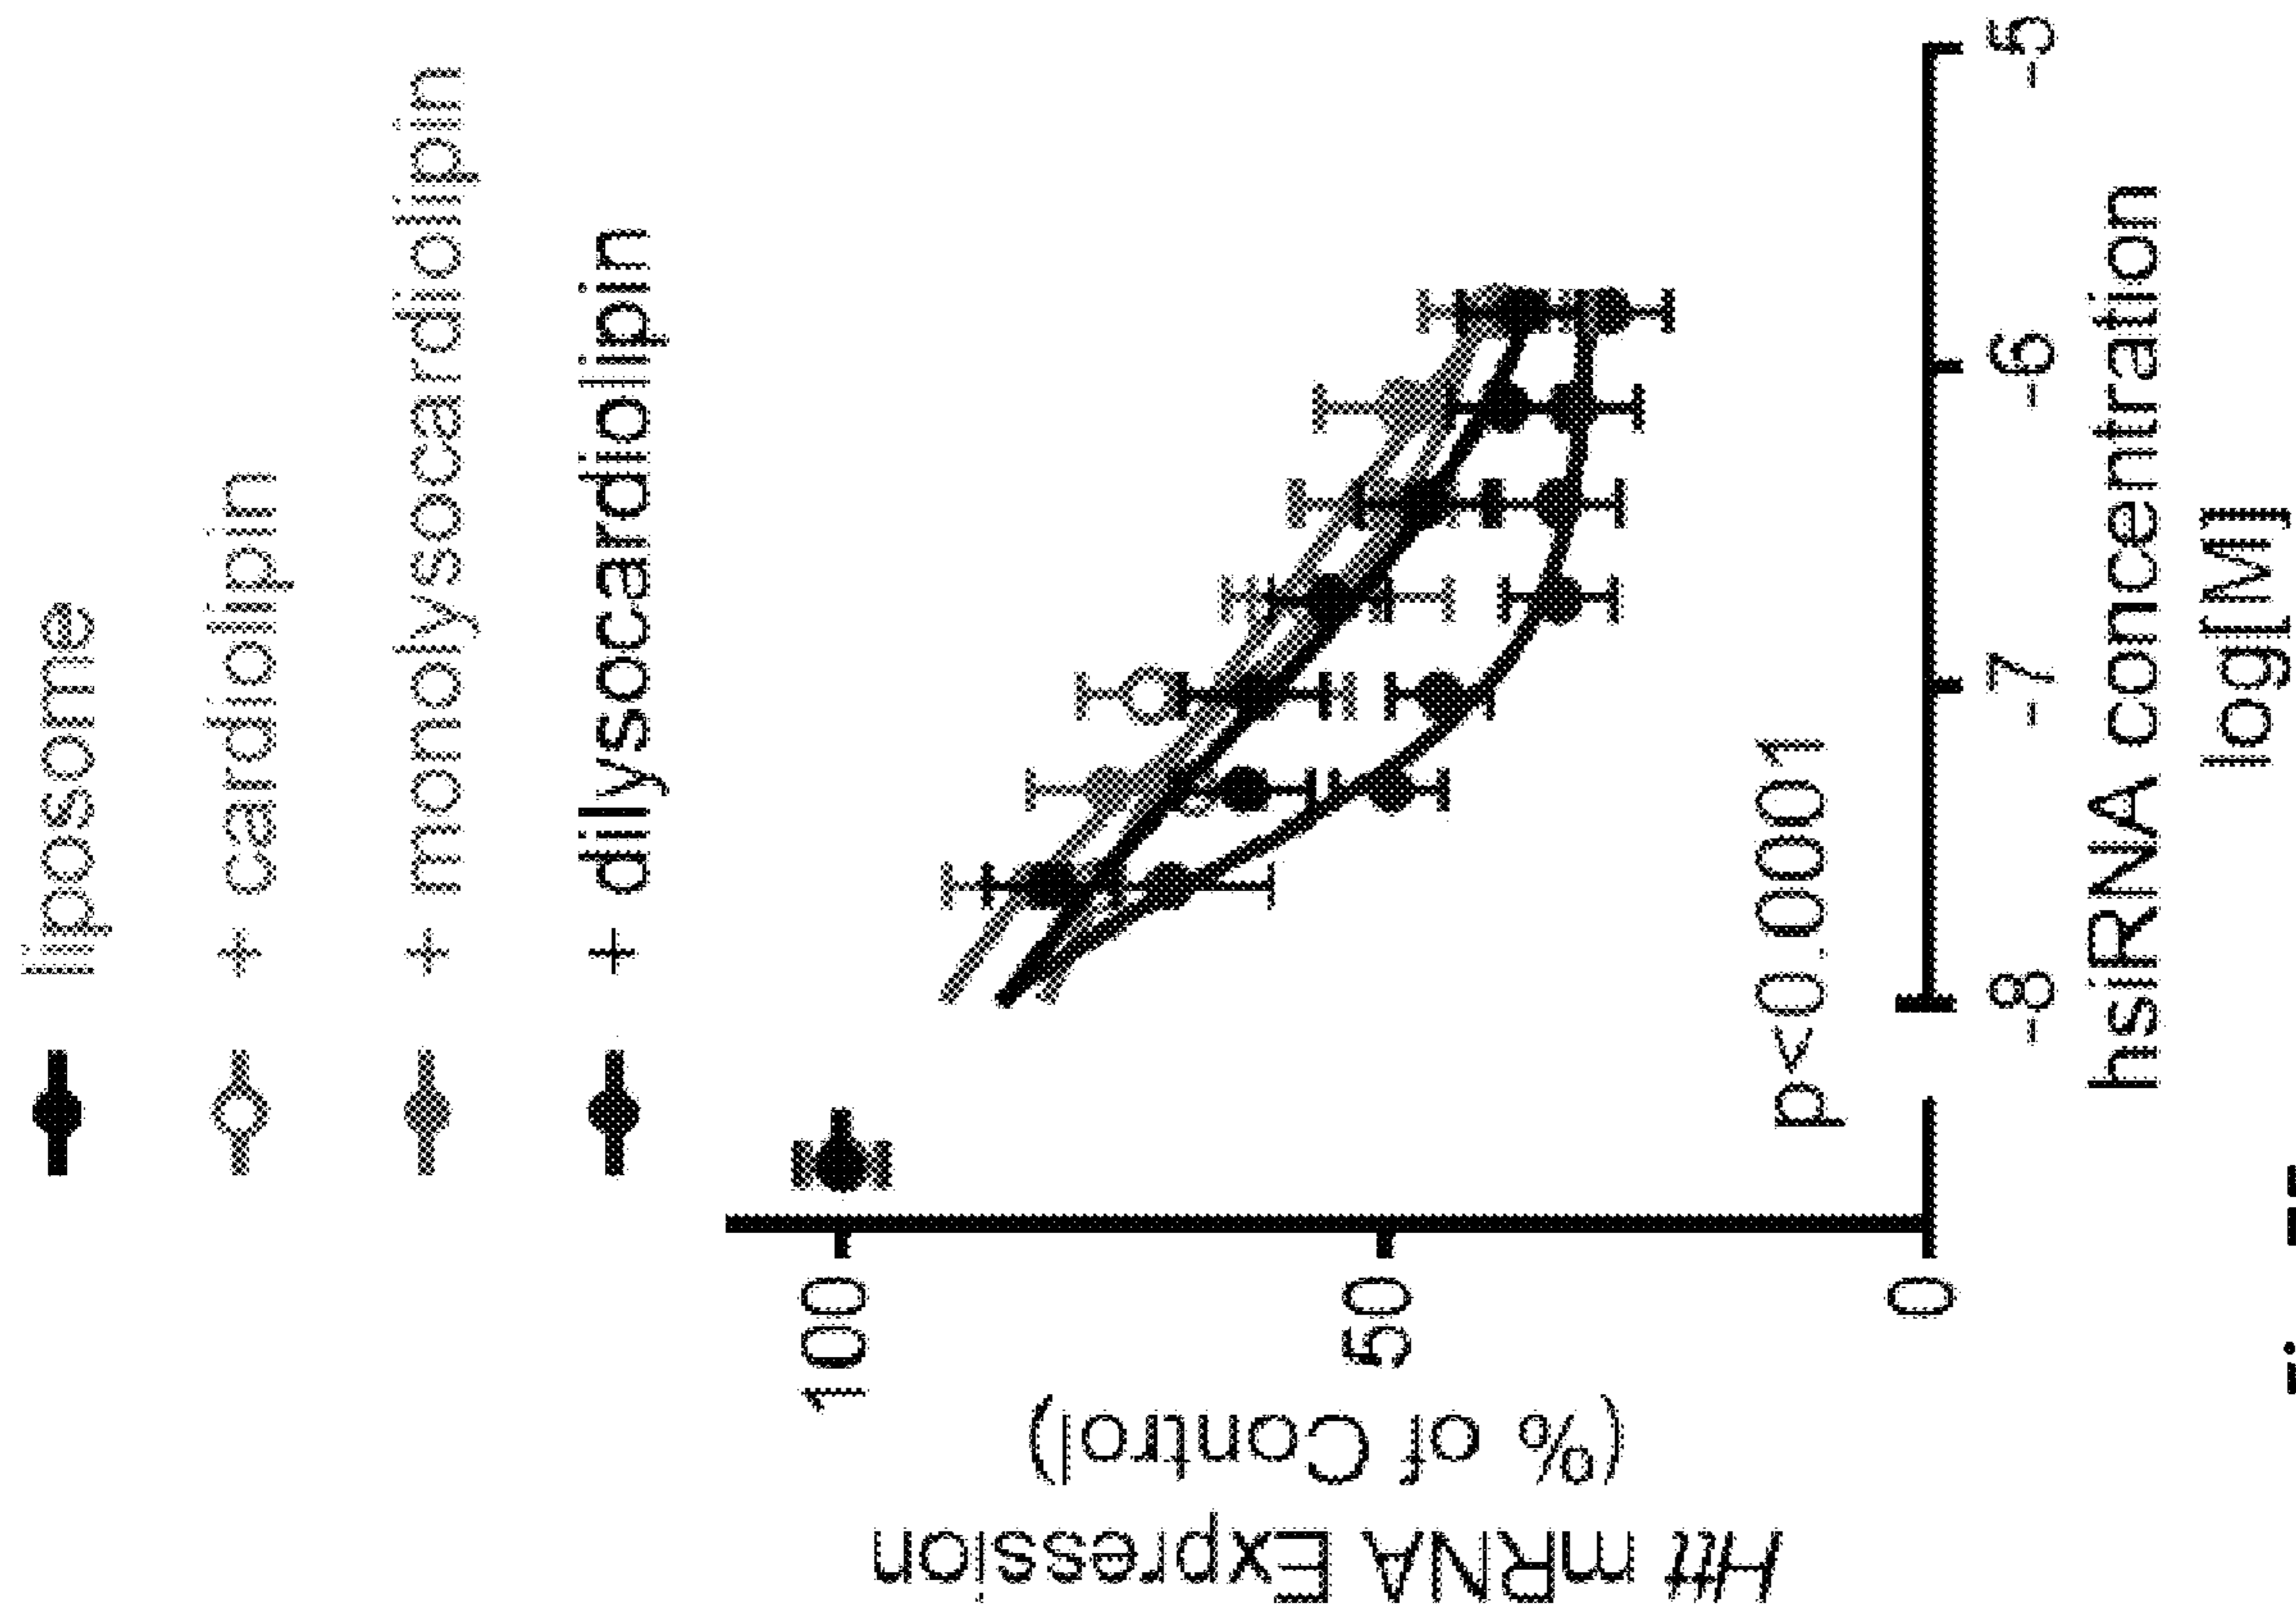 liposome
+ cardiolipin
+ monolysocardiolipin
+ dilysocardiolipin
Htt mRNA Expression
(% of Control)
100
50
0
p<0.0001
-8
-7
-6
-5
hsiRNA concentration
log[M]